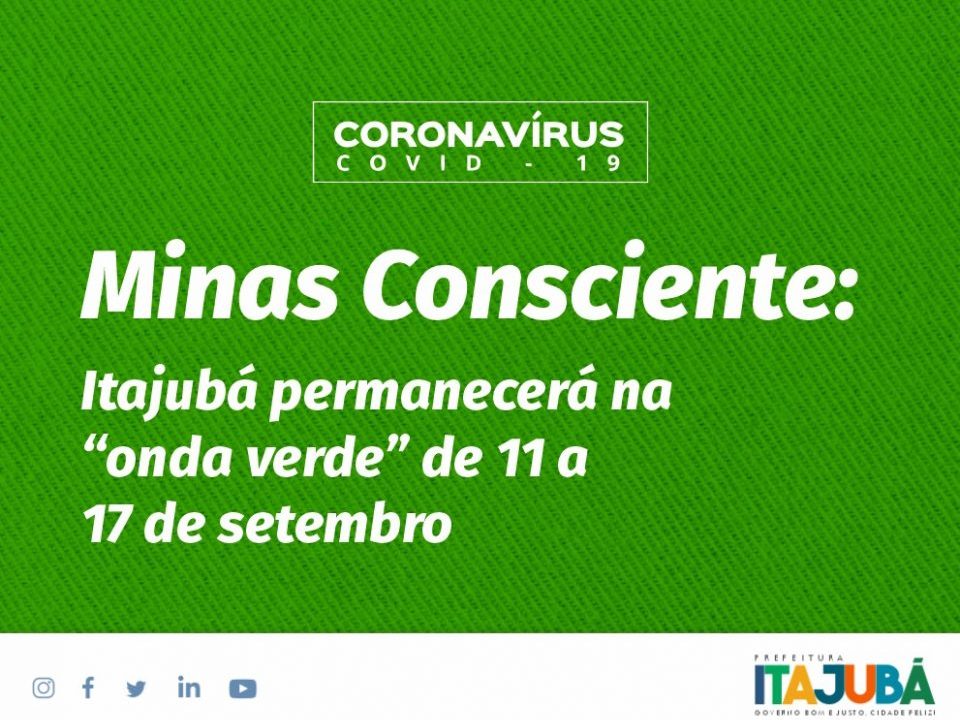 CORONAVÍRUS
COVID - 19
Minas Consciente:
Itajubá permanecerá na
“onda verde” de 11 a
17 de setembro
PREFEITURA
ITAJUBÁ
GOVERNO BOM E JUSTO, CIDADE FELIZ!